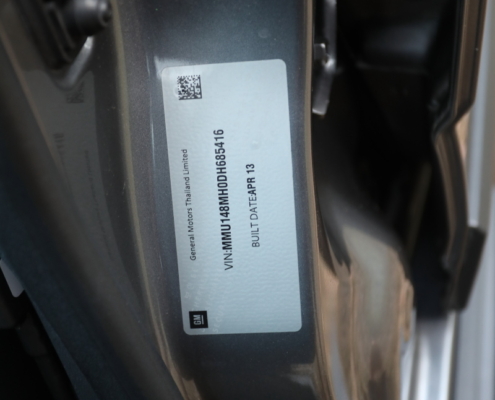 General Motors Thailand Limited
VIN:MMU148MH0DH685416
BUILT DATE:APR 13
GM